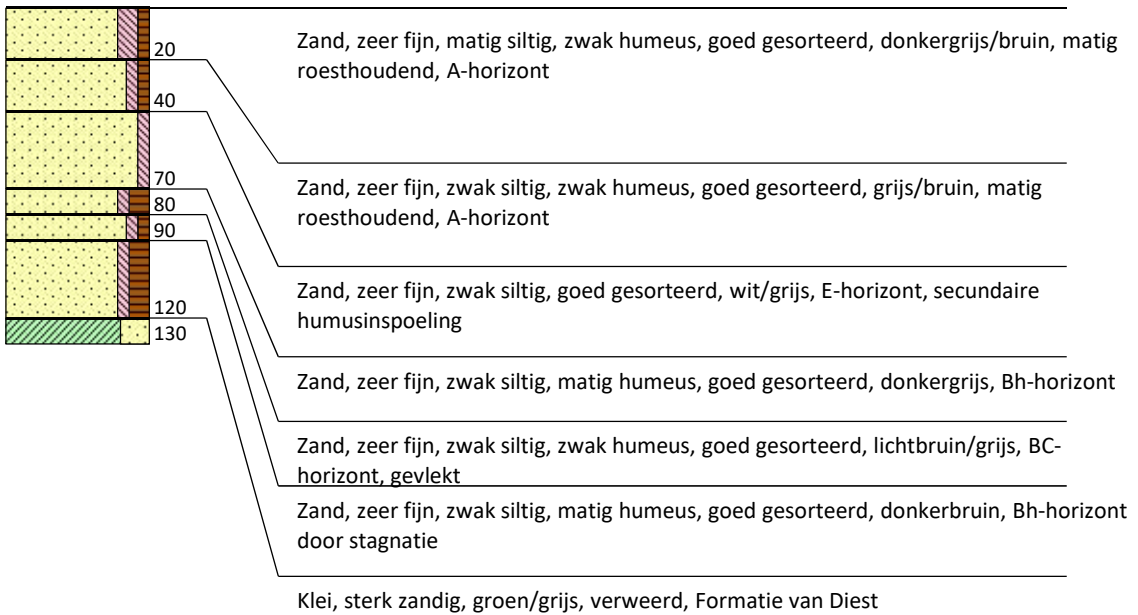 Zand, zeer fijn, matig siltig, zwak humeus, goed gesorteerd, donkergrijs/bruin, matig
roesthoudend, A-horizont
20
Zand, zeer fijn, zwak siltig, zwak humeus, goed gesorteerd, grijs/bruin, matig
roesthoudend, A-horizont
40
Zand, zeer fijn, zwak siltig, goed gesorteerd, wit/grijs, E-horizont, secundaire
humusinspoeling
70
Zand, zeer fijn, zwak siltig, matig humeus, goed gesorteerd, donkergrijs, Bh-horizont
80
Zand, zeer fijn, zwak siltig, zwak humeus, goed gesorteerd, lichtbruin/grijs, BC-
horizont, gevlekt
90
Zand, zeer fijn, zwak siltig, matig humeus, goed gesorteerd, donkerbruin, Bh-horizont
door stagnatie
120
Klei, sterk zandig, groen/grijs, verweerd, Formatie van Diest
130